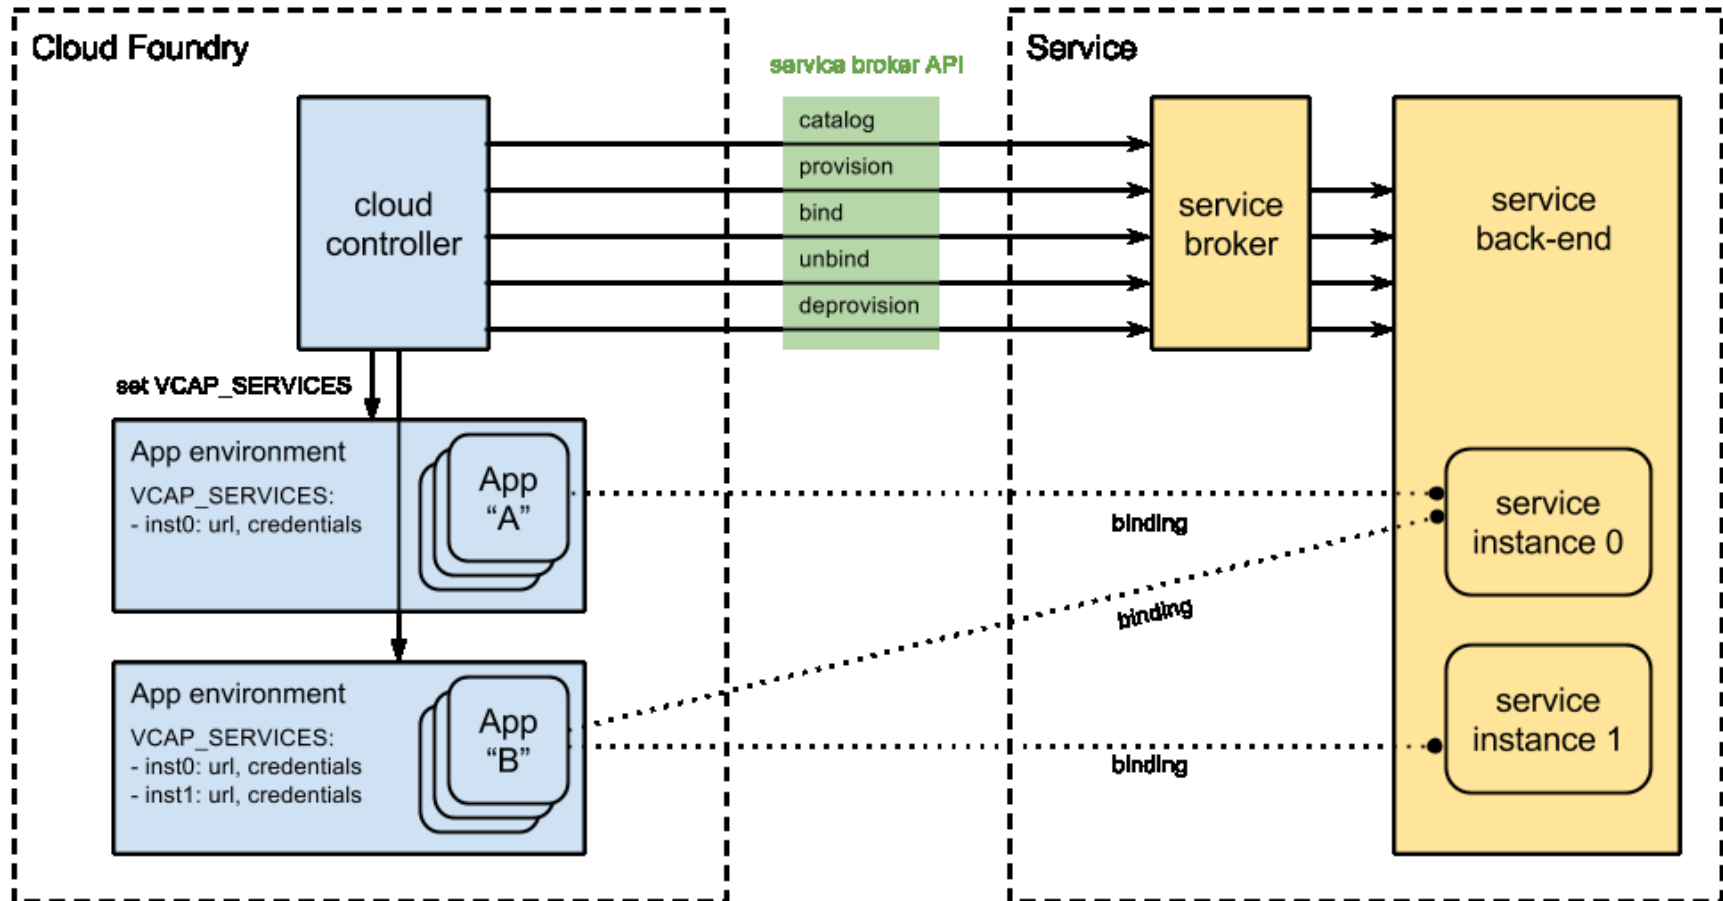 Cloud Foundry
service broker API
Service
catalog
provision
bind
unbind
deprovision
cloud
controller
service
broker
service
back-end
set VCAP_SERVICES
App environment
VCAP_SERVICES:
- inst0: url, credentials
App
“A”
binding
service
instance 0
binding
App environment
VCAP_SERVICES:
- inst0: url, credentials
- inst1: url, credentials
App
“B”
binding
service
instance 1